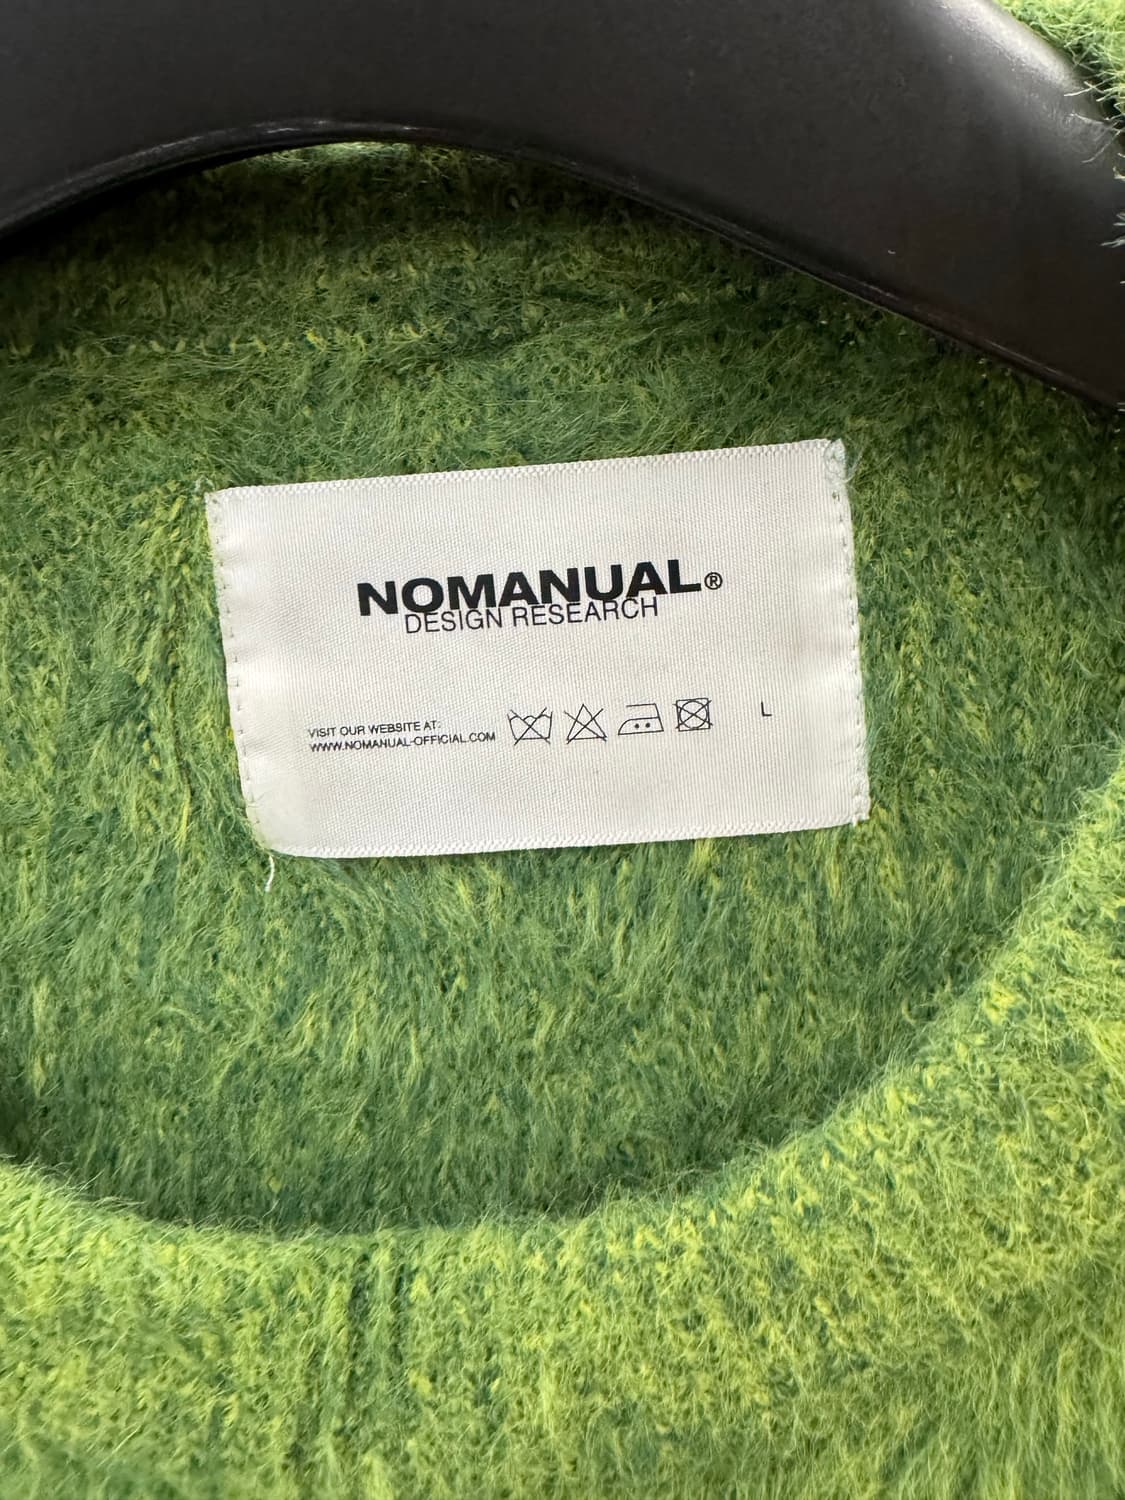 NOMANUAL®
DESIGN RESEARCH
VISIT OUR WEBSITE AT:
WWW.NOMANUAL-OFFICIAL.COM
L